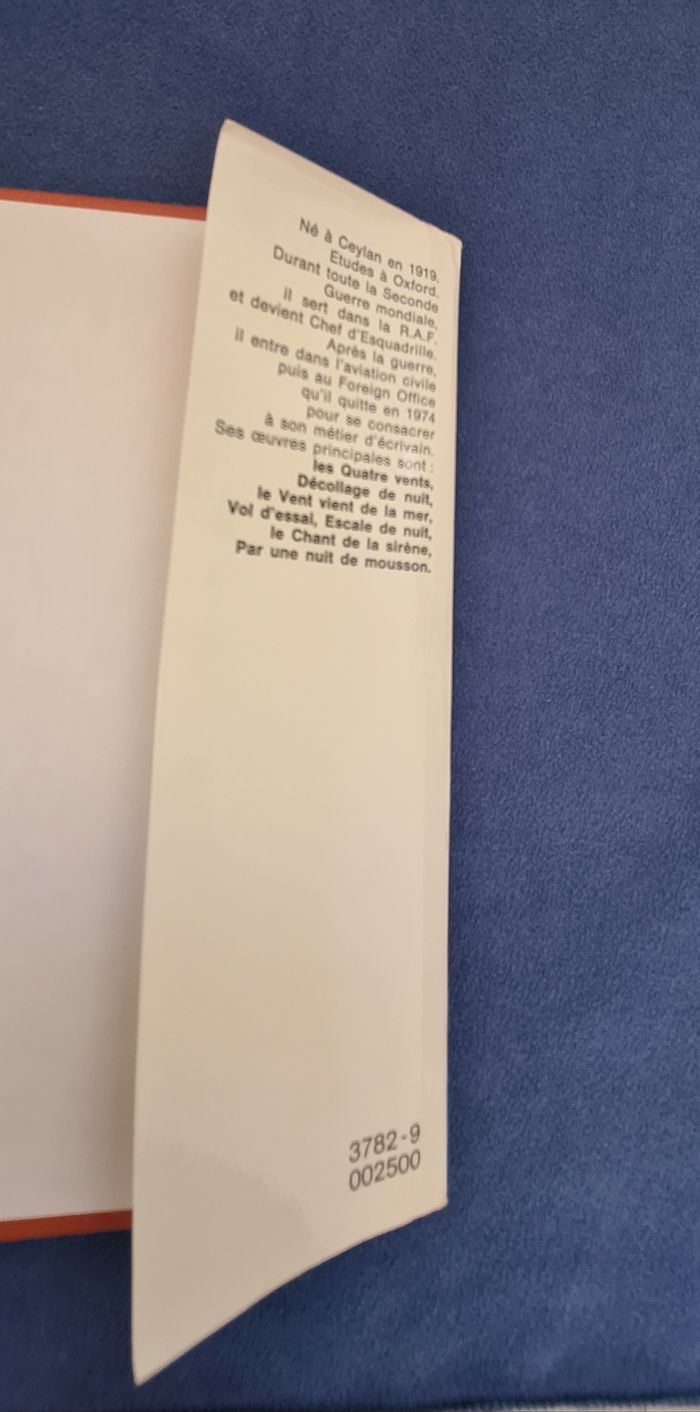 Né à Ceylan en 1919.
Etudes à Oxford.
Durant toute la Seconde
Guerre mondiale,
il sert dans la R.A.F.
et devient Chef d'Esquadrille.
Après la guerre,
il entre dans l'aviation civile
puis au Foreign Office
qu'il quitte en 1974
pour se consacrer
à son métier d'écrivain.
Ses œuvres principales sont :
les Quatre vents,
Décollage de nuit,
le Vent vient de la mer,
Vol d'essai, Escale de nuit,
le Chant de la sirène,
Par une nuit de mousson.
3782-9
002500